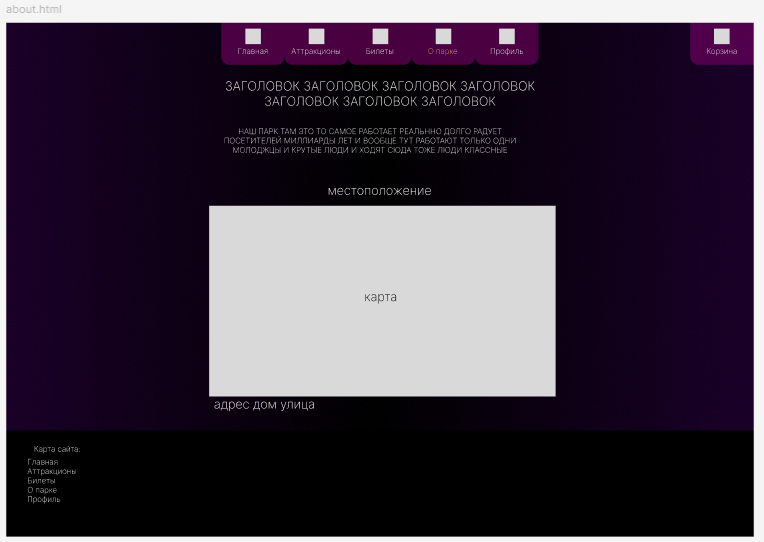 about.html
Главная Аттракционы Билеты О парке Профиль Корзина
ЗАГОЛОВОК ЗАГОЛОВОК ЗАГОЛОВОК ЗАГОЛОВОК
ЗАГОЛОВОК ЗАГОЛОВОК ЗАГОЛОВОК
НАШ ПАРК ТАМ ЭТО ТО САМОЕ РАБОТАЕТ РЕАЛЬННО ДОЛГО РАДУЕТ
ПОСЕТИТЕЛЕЙ МИЛЛИАРДЫ ЛЕТ И ВООБЩЕ ТУТ РАБОТАЮТ ТОЛЬКО ОДНИ
МОЛОДЖЦЫ И КРУТЫЕ ЛЮДИ И ХОДЯТ СЮДА ТОЖЕ ЛЮДИ КЛАССНЫЕ
местоположение
карта
адрес дом улица
Карта сайта:
Главная
Аттракционы
Билеты
О парке
Профиль